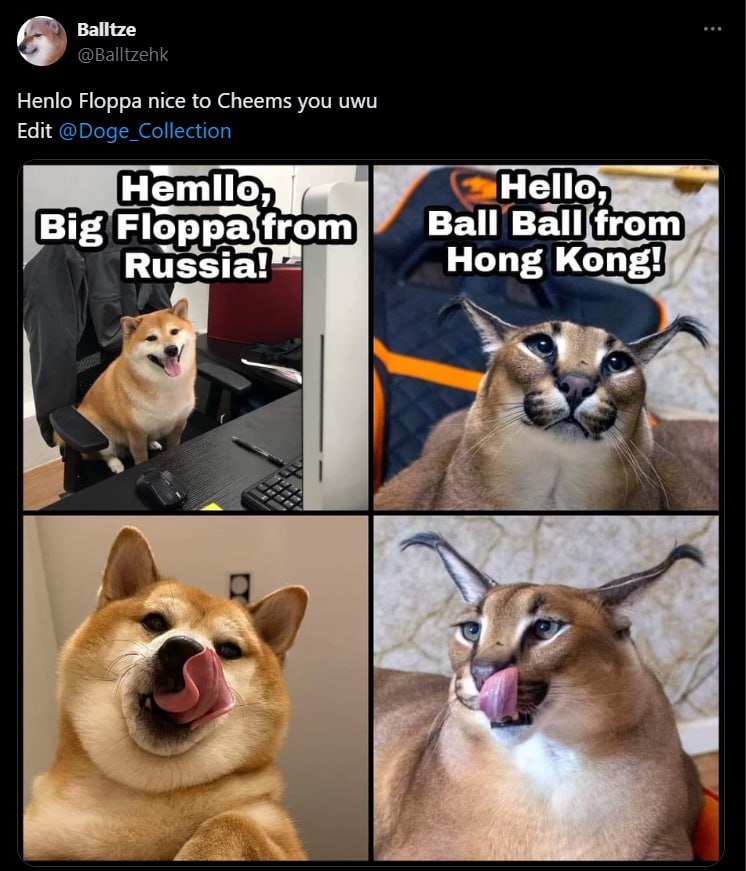 Balltze
@Balltzehk
Henlo Floppa nice to Cheems you uwu
Edit @Doge_Collection
Hemllo,
Big Floppa from
Russia!
Hello,
Ball Ball from
Hong Kong!